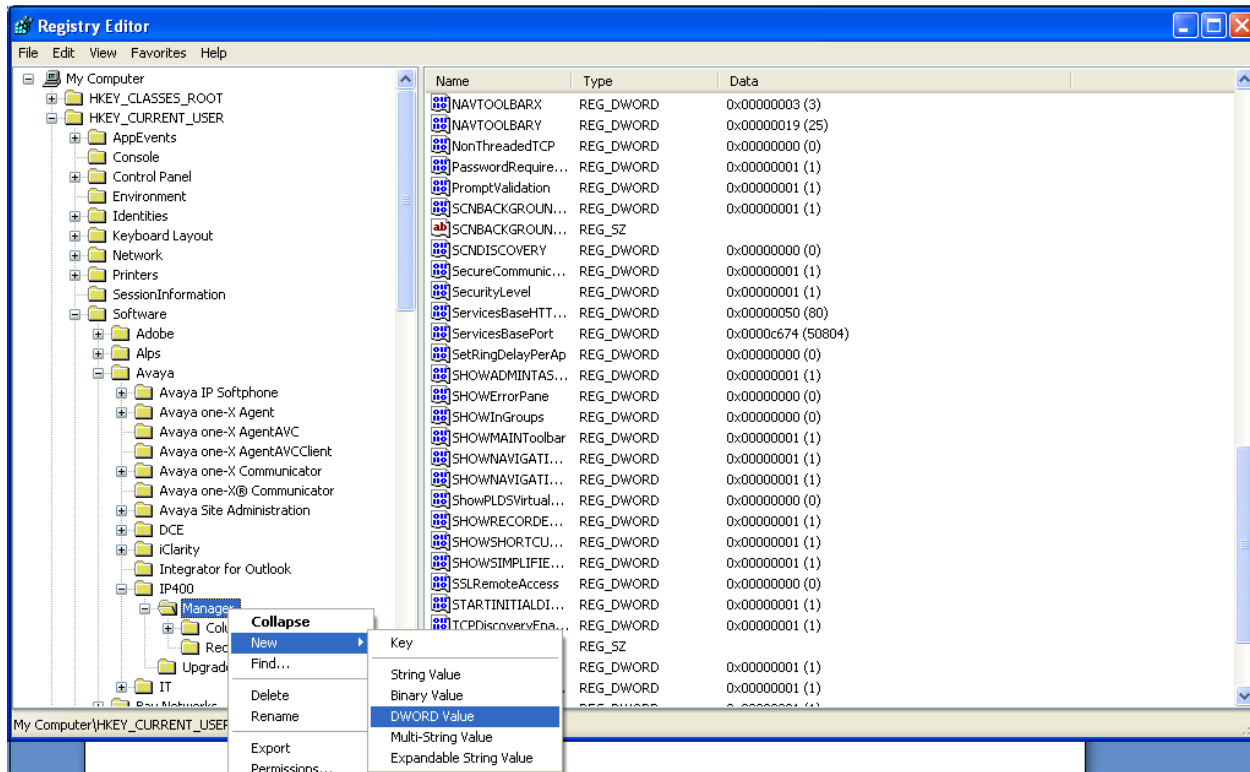 Registry Editor
File Edit View Favorites Help
My Computer
HKEY_CLASSES_ROOT
HKEY_CURRENT_USER
AppEvents
Console
Control Panel
Environment
Identities
Keyboard Layout
Network
Printers
SessionInformation
Software
Adobe
Alps
Avaya
Avaya IP Softphone
Avaya one-X Agent
Avaya one-X AgentAVC
Avaya one-X AgentAVCClient
Avaya one-X Communicator
Avaya one-X® Communicator
Avaya Site Administration
DCE
iClarity
Integrator for Outlook
IP400
Manager
Colu
Rec
Upgrad
IT
Name Type Data
NAVTOOLBARX REG_DWORD 0x00000003 (3)
NAVTOOLBARY REG_DWORD 0x00000019 (25)
NonThreadedTCP REG_DWORD 0x00000000 (0)
PasswordRequire... REG_DWORD 0x00000001 (1)
PromptValidation REG_DWORD 0x00000001 (1)
SCNBACKGROUN... REG_DWORD 0x00000001 (1)
SCNBACKGROUN... REG_SZ
SCNDISCOVERY REG_DWORD 0x00000000 (0)
SecureCommunic... REG_DWORD 0x00000001 (1)
SecurityLevel REG_DWORD 0x00000001 (1)
ServicesBaseHTT... REG_DWORD 0x00000050 (80)
ServicesBasePort REG_DWORD 0x0000c674 (50804)
SetRingDelayPerAp REG_DWORD 0x00000000 (0)
SHOWADMINTAS... REG_DWORD 0x00000001 (1)
SHOWErrorPane REG_DWORD 0x00000000 (0)
SHOWInGroups REG_DWORD 0x00000000 (0)
SHOWMAINToolbar REG_DWORD 0x00000001 (1)
SHOWNAVIGATI... REG_DWORD 0x00000001 (1)
SHOWNAVIGATI... REG_DWORD 0x00000001 (1)
ShowPLDSVirtual... REG_DWORD 0x00000000 (0)
SHOWRECORDE... REG_DWORD 0x00000001 (1)
SHOWSHORTCU... REG_DWORD 0x00000001 (1)
SHOWSIMPLIFIE... REG_DWORD 0x00000001 (1)
SSLRemoteAccess REG_DWORD 0x00000000 (0)
STARTINITIALDI... REG_DWORD 0x00000001 (1)
TCPDiscoveryEna... REG_DWORD 0x00000001 (1)
REG_SZ
REG_DWORD 0x00000001 (1)
REG_DWORD 0x00000001 (1)
Collapse
New
Find...
Delete
Rename
Export
Permissions...
Key
String Value
Binary Value
DWORD Value
Multi-String Value
Expandable String Value
My Computer\HKEY_CURRENT_USER